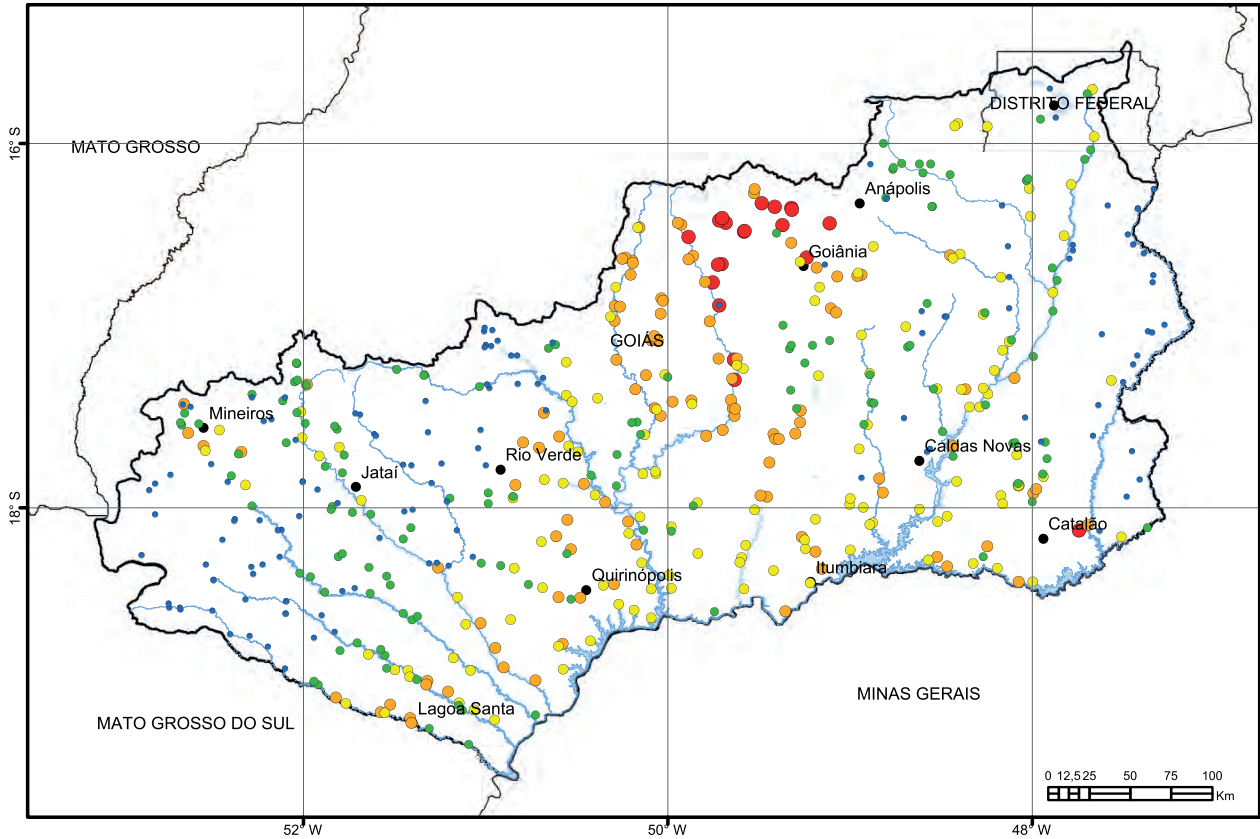 DISTRITO FEDERAL
16°S
MATO GROSSO
Anápolis
Goiânia
GOIÁS
Mineiros
Caldas Novas
Rio Verde
Jataí
18°S
Catalão
Itumbiara
Quirinópolis
MINAS GERAIS
Lagoa Santa
MATO GROSSO DO SUL
0 12,5 25 50 75 100
Km
52° W 50° W 48° W